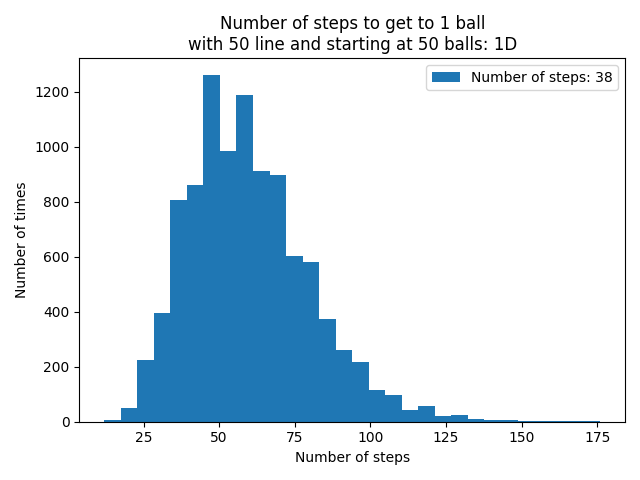 Number of steps to get to 1 ball
with 50 line and starting at 50 balls: 1D
Number of steps: 38
1200
1000
800
600
400
200
0
Number of times
25 50 75 100 125 150 175
Number of steps